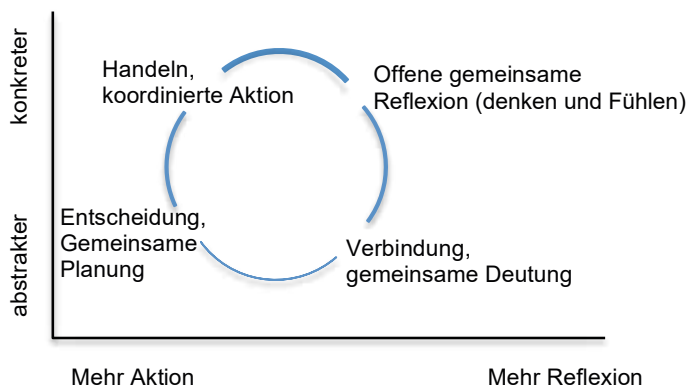 konkreter
Handeln,
koordinierte Aktion
Offene gemeinsame
Reflexion (denken und Fühlen)
abstrakter
Entscheidung,
Gemeinsame
Planung
Verbindung,
gemeinsame Deutung
Mehr Aktion
Mehr Reflexion